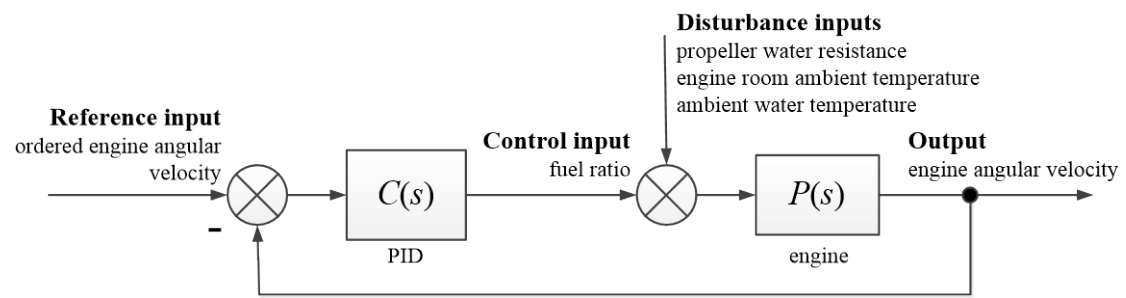 Disturbance inputs
propeller water resistance
engine room ambient temperature
ambient water temperature
Reference input
ordered engine angular
velocity
Control input
fuel ratio
Output
engine angular velocity
C(s)
P(s)
-
PID
engine